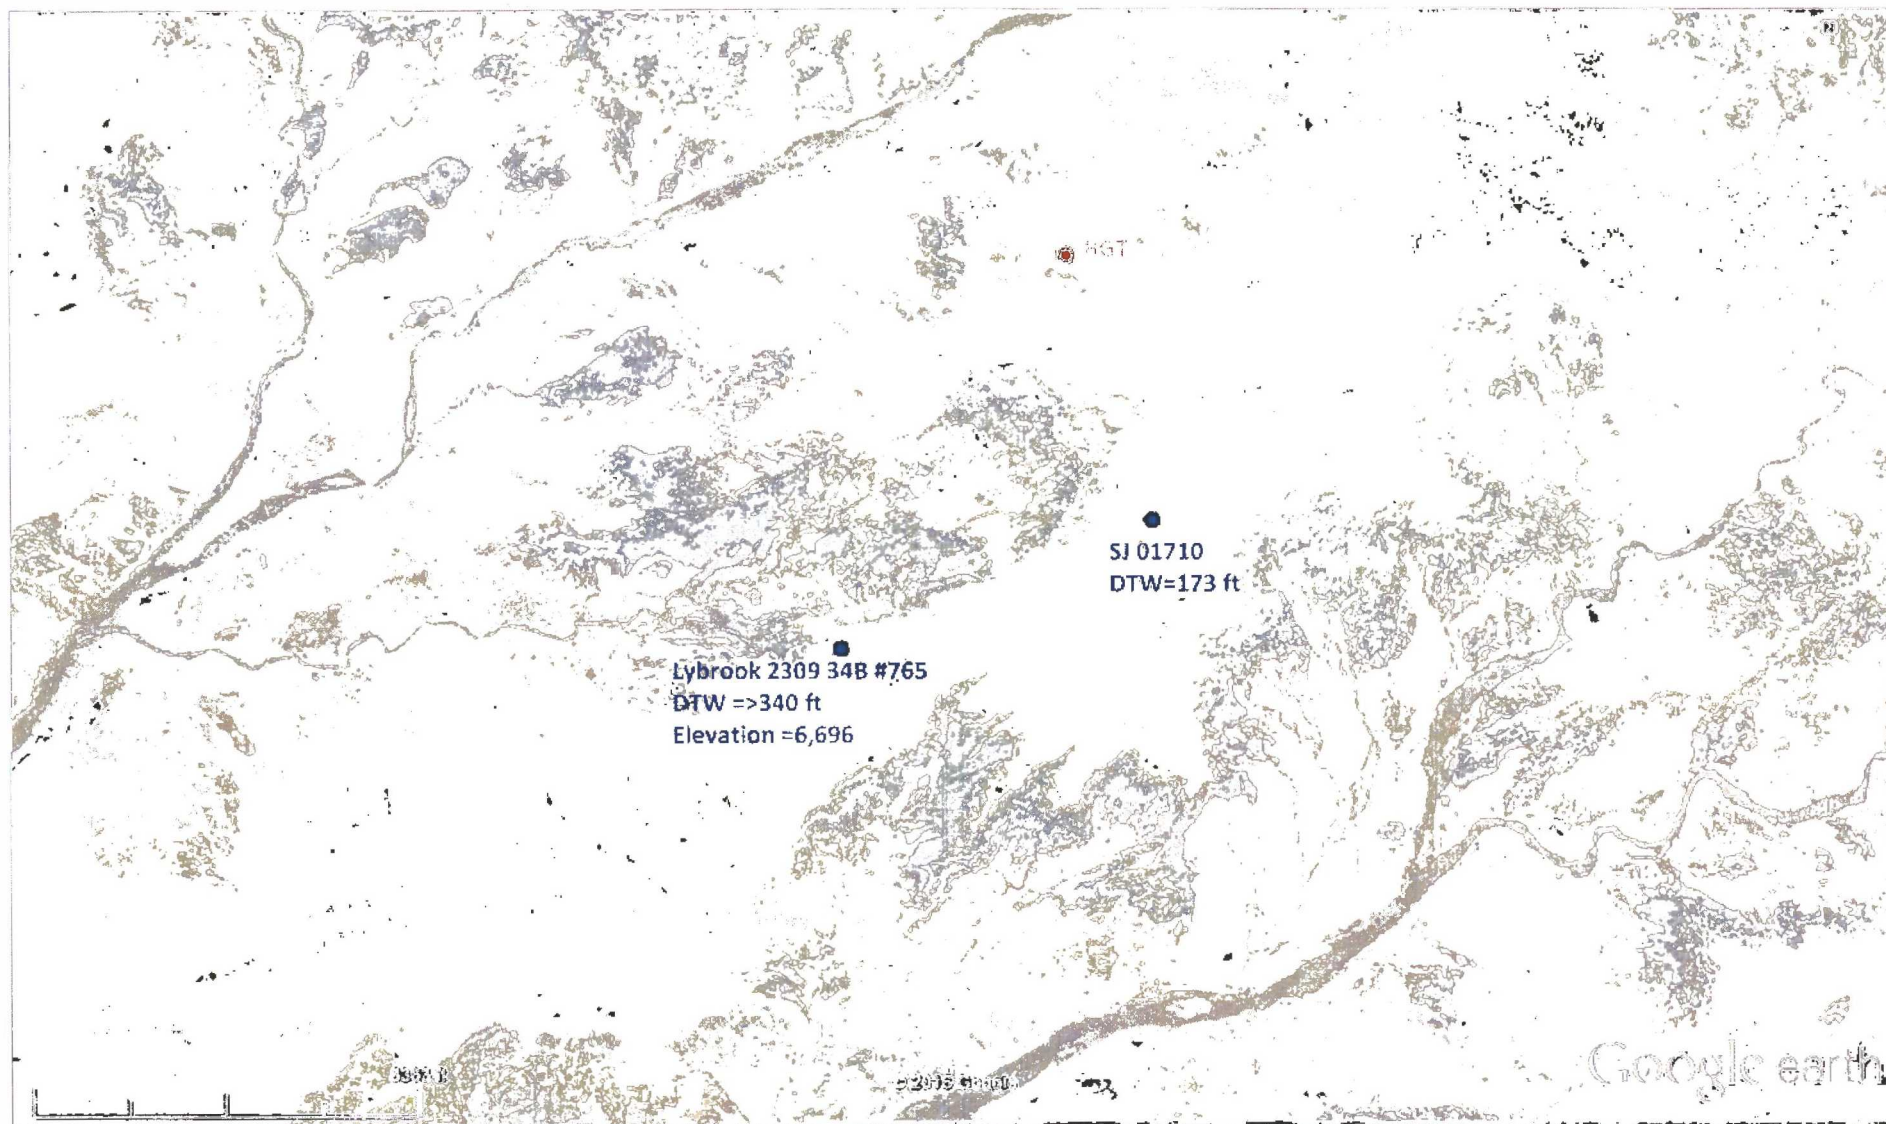 N
SJ 01710
DTW=173 ft
Lybrook 2309 34B #765
DTW =>340 ft
Elevation =6,696
Google earth